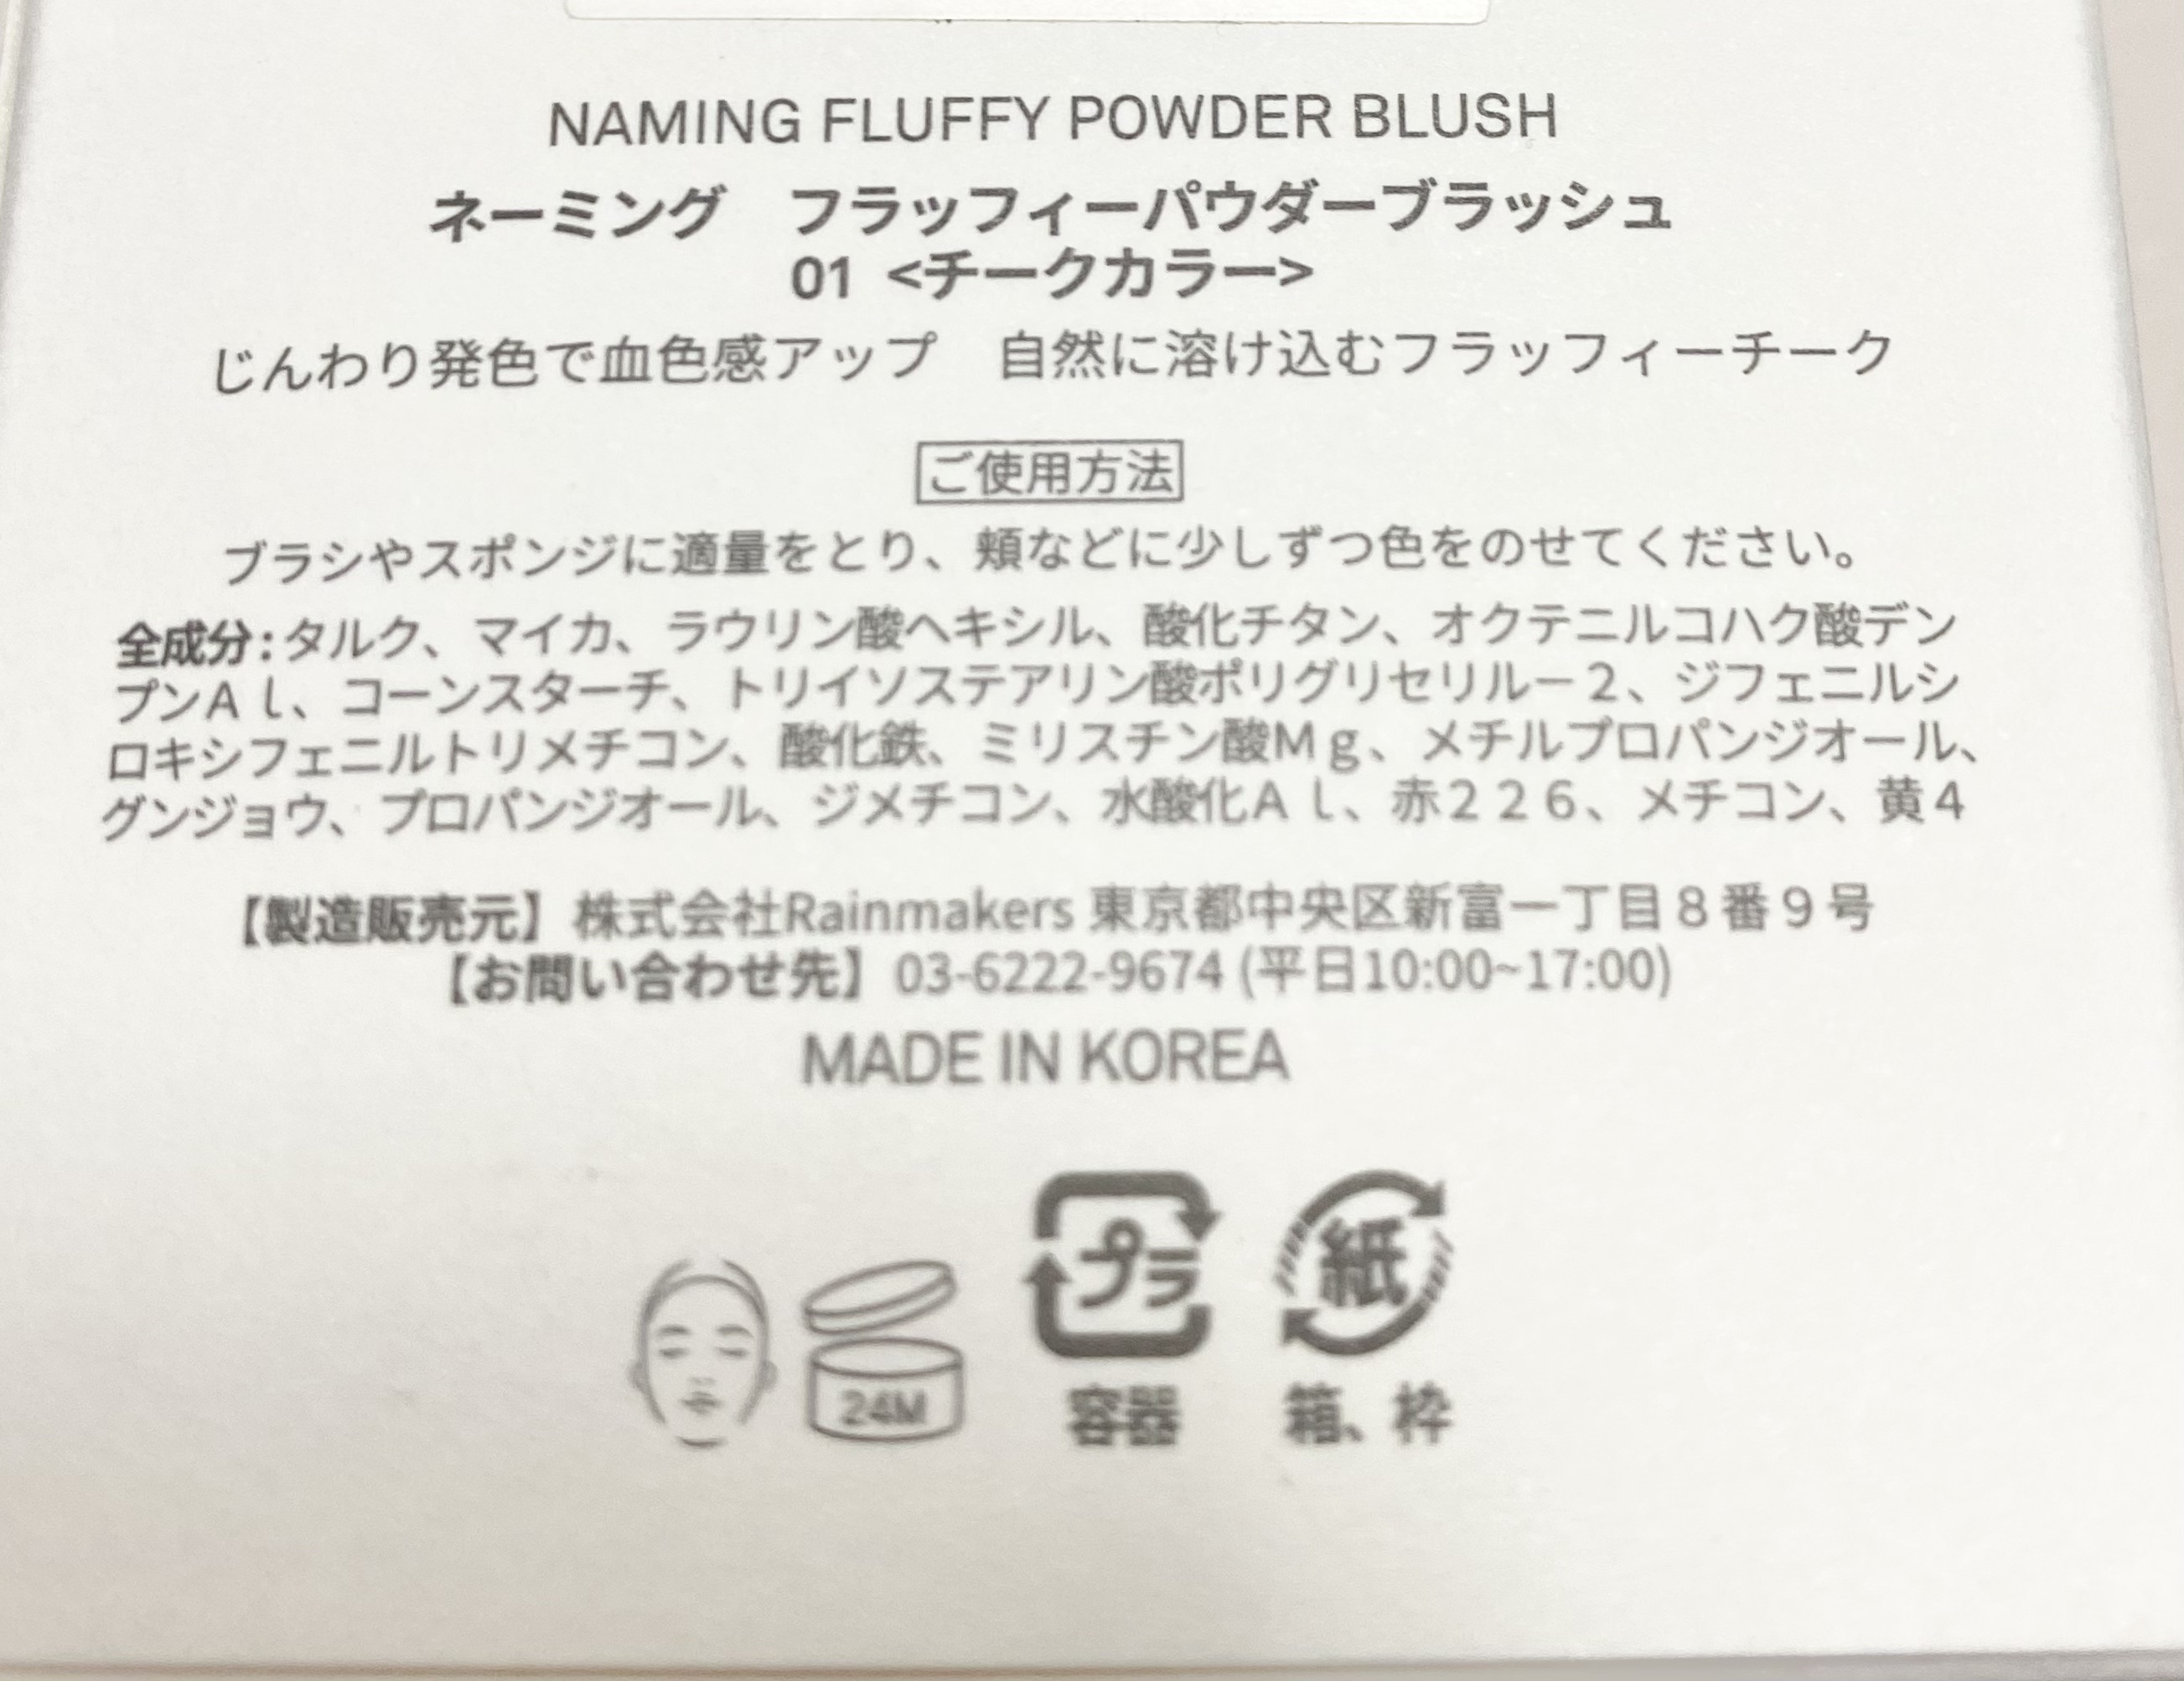 NAMING FLUFFY POWDER BLUSH
ネーミング　フラッフィーパウダーブラッシュ
01 <チークカラー>
じんわり発色で血色感アップ　自然に溶け込むフラッフィーチーク
ご使用方法
ブラシやスポンジに適量をとり、頬などに少しずつ色をのせてください。
全成分:タルク、マイカ、ラウリン酸ヘキシル、酸化チタン、オクテニルコハク酸デン
プンＡｌ、コーンスターチ、トリイソステアリン酸ポリグリセリル－２、ジフェニルシ
ロキシフェニルトリメチコン、酸化鉄、ミリスチン酸Ｍｇ、メチルプロパンジオール、
グンジョウ、プロパンジオール、ジメチコン、水酸化Ａｌ、赤２２６、メチコン、黄４
【製造販売元】株式会社Rainmakers 東京都中央区新富一丁目８番９号
【お問い合わせ先】03-6222-9674 (平日10:00~17:00)
MADE IN KOREA
プラ 紙
24M
容器 箱、枠